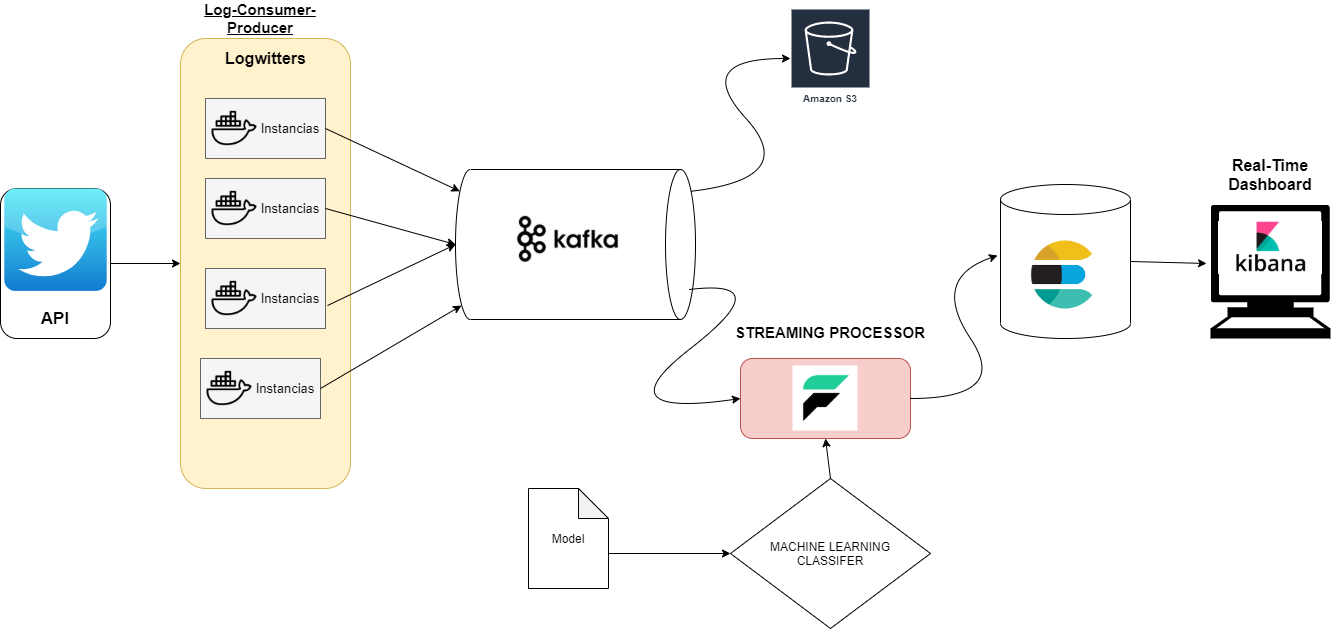 Log-Consumer-
Producer
Logwitters
Instancias
Instancias
Instancias
Instancias
API
kafka
Amazon S3
STREAMING PROCESSOR
Model
MACHINE LEARNING
CLASSIFER
Real-Time
Dashboard
kibana